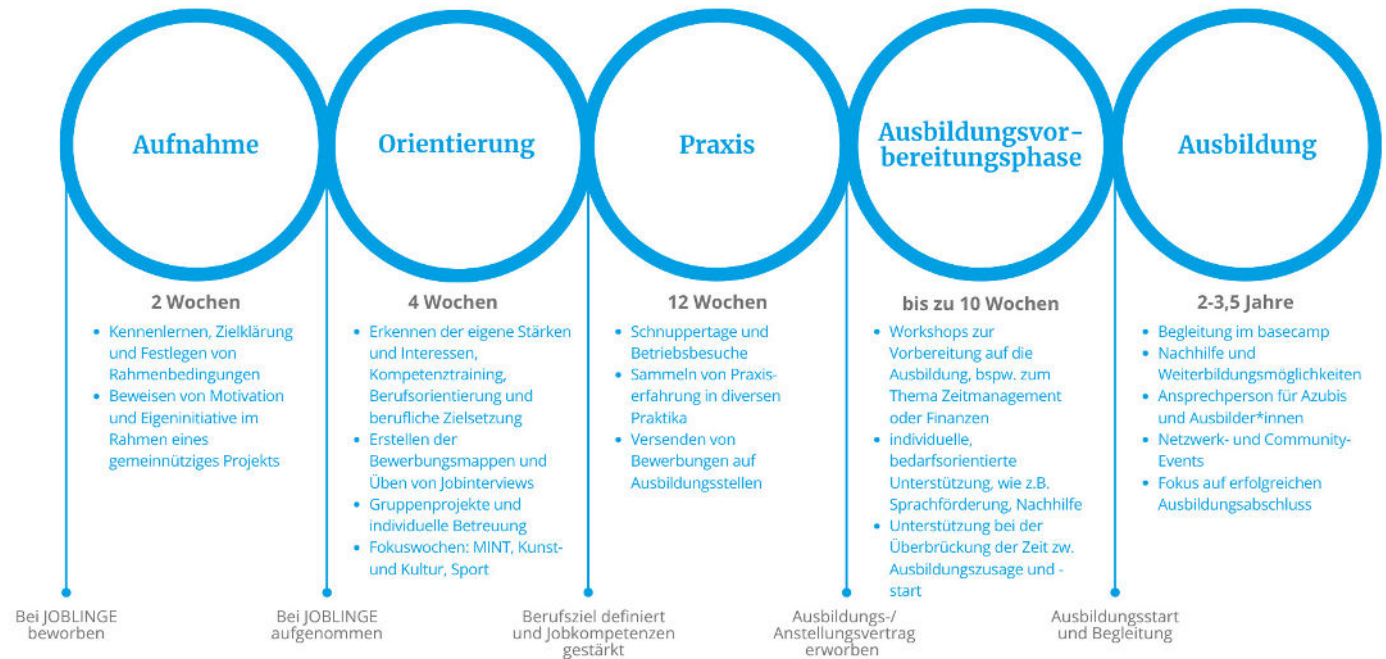 Aufnahme
Orientierung
Praxis
Ausbildungsvor-
bereitungsphase
Ausbildung
2 Wochen
• Kennenlernen, Zielklärung
und Festlegen von
Rahmenbedingungen
• Beweisen von Motivation
und Eigeninitiative im
Rahmen eines
gemeinnütziges Projekts
4 Wochen
• Erkennen der eigene Stärken
und Interessen,
Kompetenztraining,
Berufsorientierung und
berufliche Zielsetzung
• Erstellen der
Bewerbungsmappen und
Üben von Jobinterviews
• Gruppenprojekte und
individuelle Betreuung
• Fokuswochen: MINT, Kunst-
und Kultur, Sport
12 Wochen
• Schnuppertage und
Betriebsbesuche
• Sammeln von Praxis-
erfahrung in diversen
Praktika
• Versenden von
Bewerbungen auf
Ausbildungsstellen
bis zu 10 Wochen
• Workshops zur
Vorbereitung auf die
Ausbildung, bspw. zum
Thema Zeitmanagement
oder Finanzen
• individuelle,
bedarfsorientierte
Unterstützung, wie z.B.
Sprachförderung, Nachhilfe
• Unterstützung bei der
Überbrückung der Zeit zw.
Ausbildungszusage und -
start
2-3,5 Jahre
• Begleitung im basecamp
• Nachhilfe und
Weiterbildungsmöglichkeiten
• Ansprechperson für Azubis
und Ausbilder*innen
• Netzwerk- und Community-
Events
• Fokus auf erfolgreichen
Ausbildungsabschluss
Bei JOBLINGE
beworben
Bei JOBLINGE
aufgenommen
Berufsziel definiert
und Jobkompetenzen
gestärkt
Ausbildungs-/
Anstellungsvertrag
erworben
Ausbildungsstart
und Begleitung